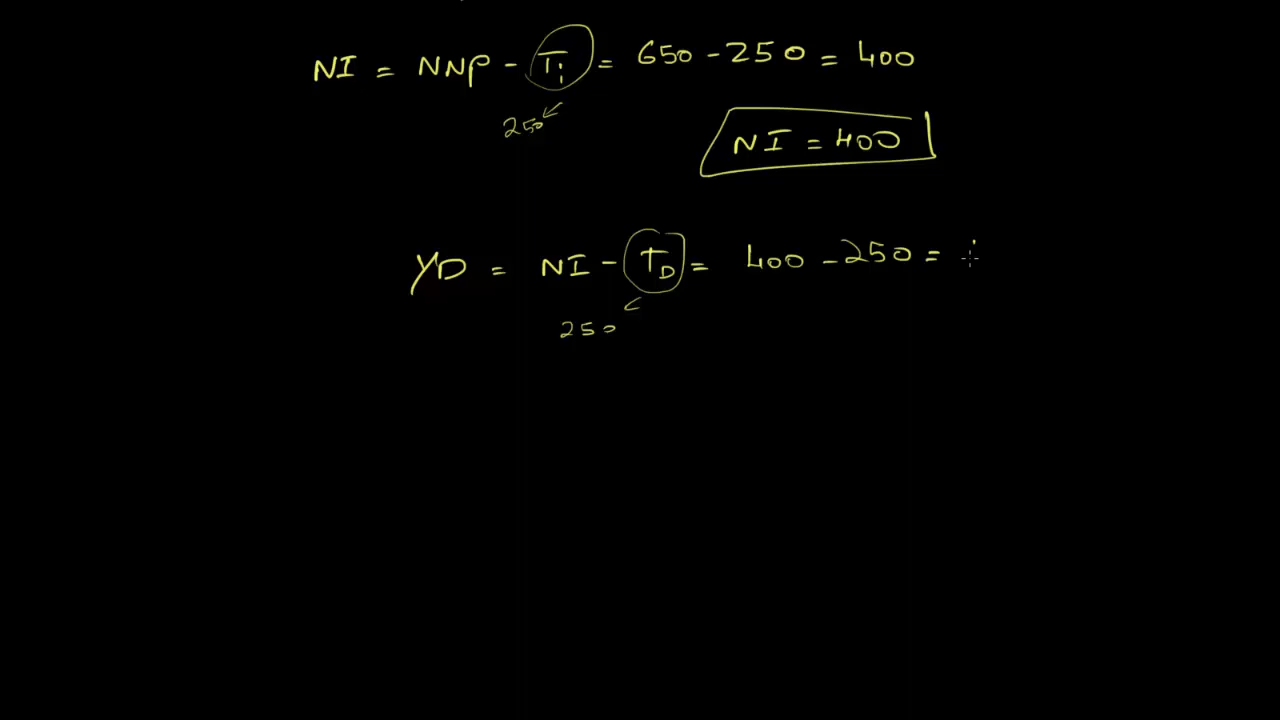 NI = NNP - Ti = 650 - 250 = 400
250
NI = 400
YD = NI - TD = 400 - 250 =
250